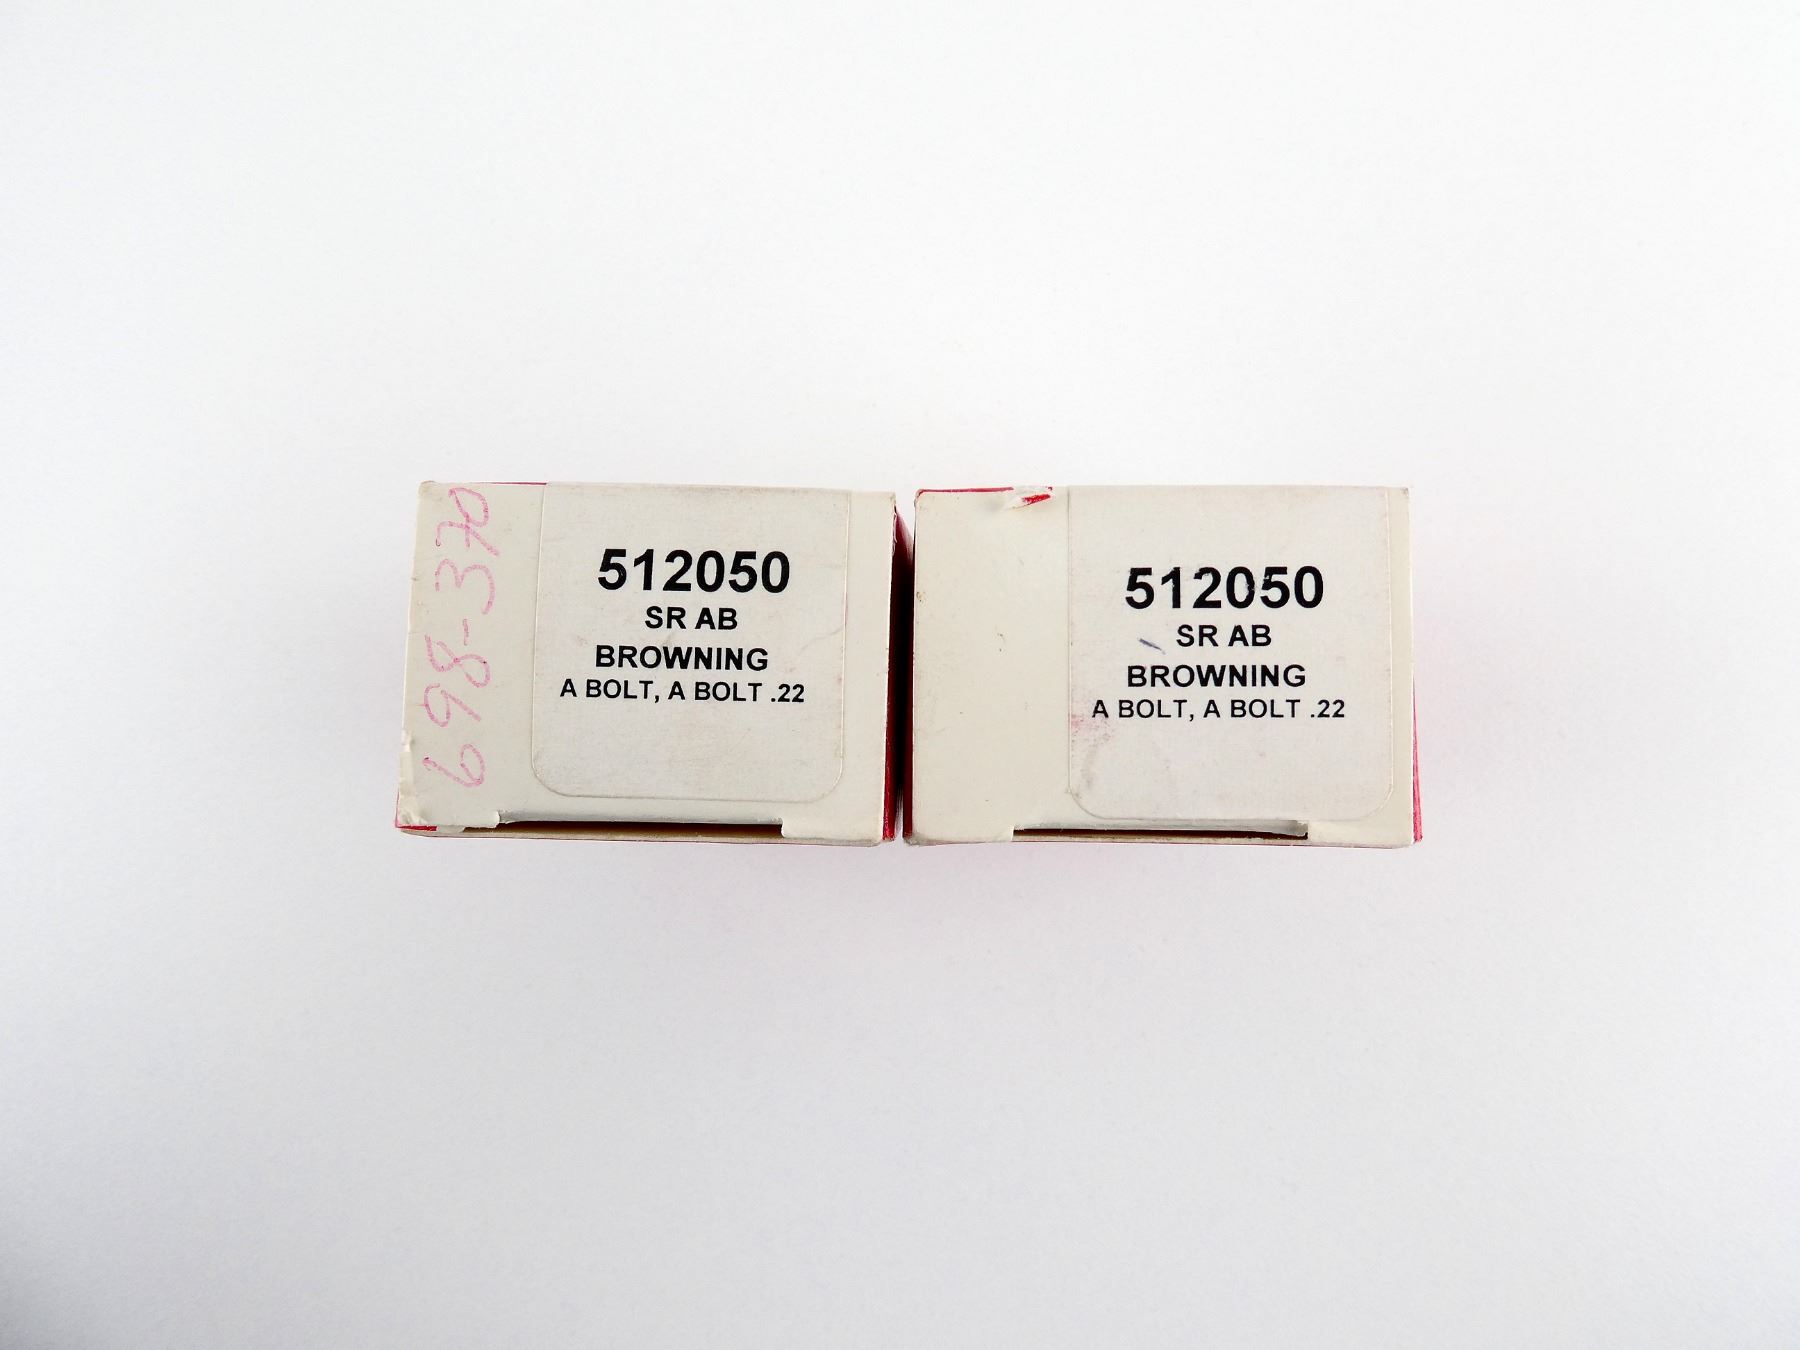 698-370
512050
SR AB
BROWNING
A BOLT, A BOLT .22
512050
SR AB
BROWNING
A BOLT, A BOLT .22